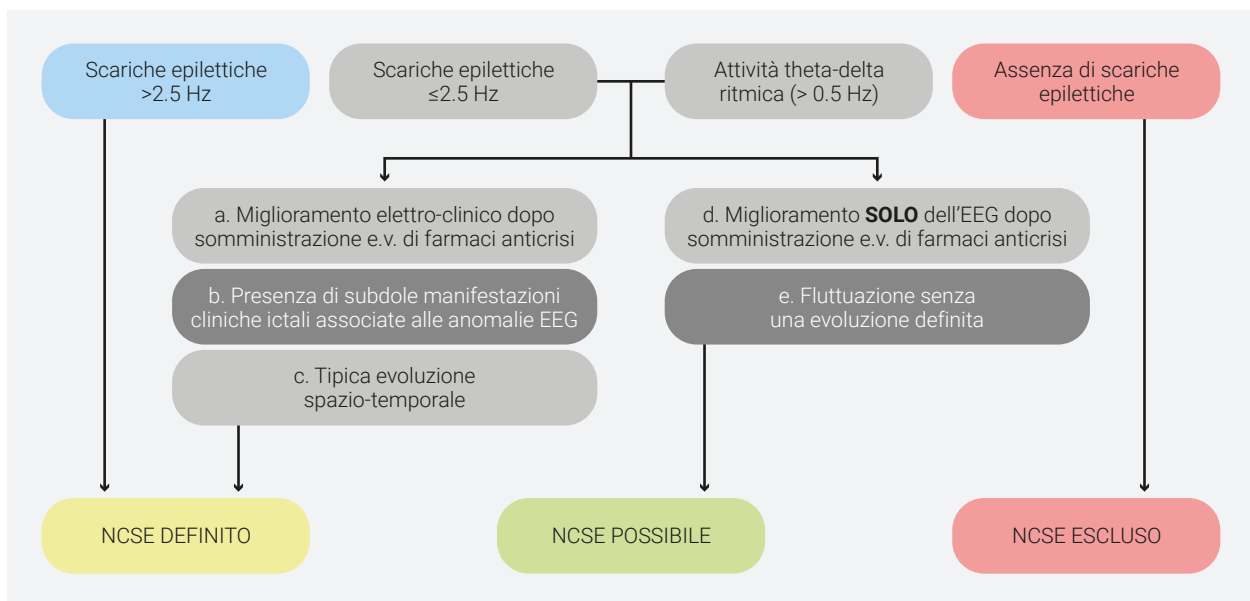 Scariche epilettiche
>2.5 Hz
Scariche epilettiche
≤2.5 Hz
Attività theta-delta
ritmica (> 0.5 Hz)
Assenza di scariche
epilettiche
a. Miglioramento elettro-clinico dopo
somministrazione e.v. di farmaci anticrisi
b. Presenza di subdole manifestazioni
cliniche ictali associate alle anomalie EEG
c. Tipica evoluzione
spazio-temporale
d. Miglioramento SOLO dell'EEG dopo
somministrazione e.v. di farmaci anticrisi
e. Fluttuazione senza
una evoluzione definita
NCSE DEFINITO
NCSE POSSIBILE
NCSE ESCLUSO